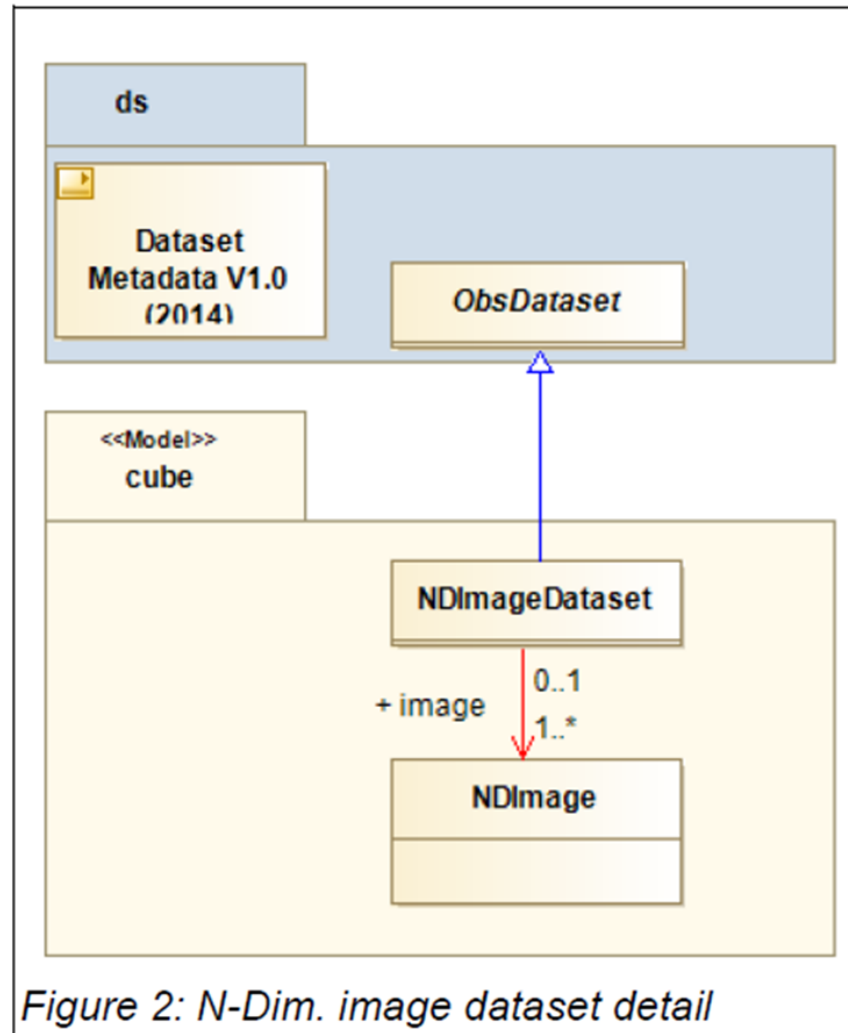 ds
Dataset
Metadata V1.0
(2014)
ObsDataset
<<Model>>
cube
NDImageDataset
0..1
+ image
1..*
NDImage
Figure 2: N-Dim. image dataset detail